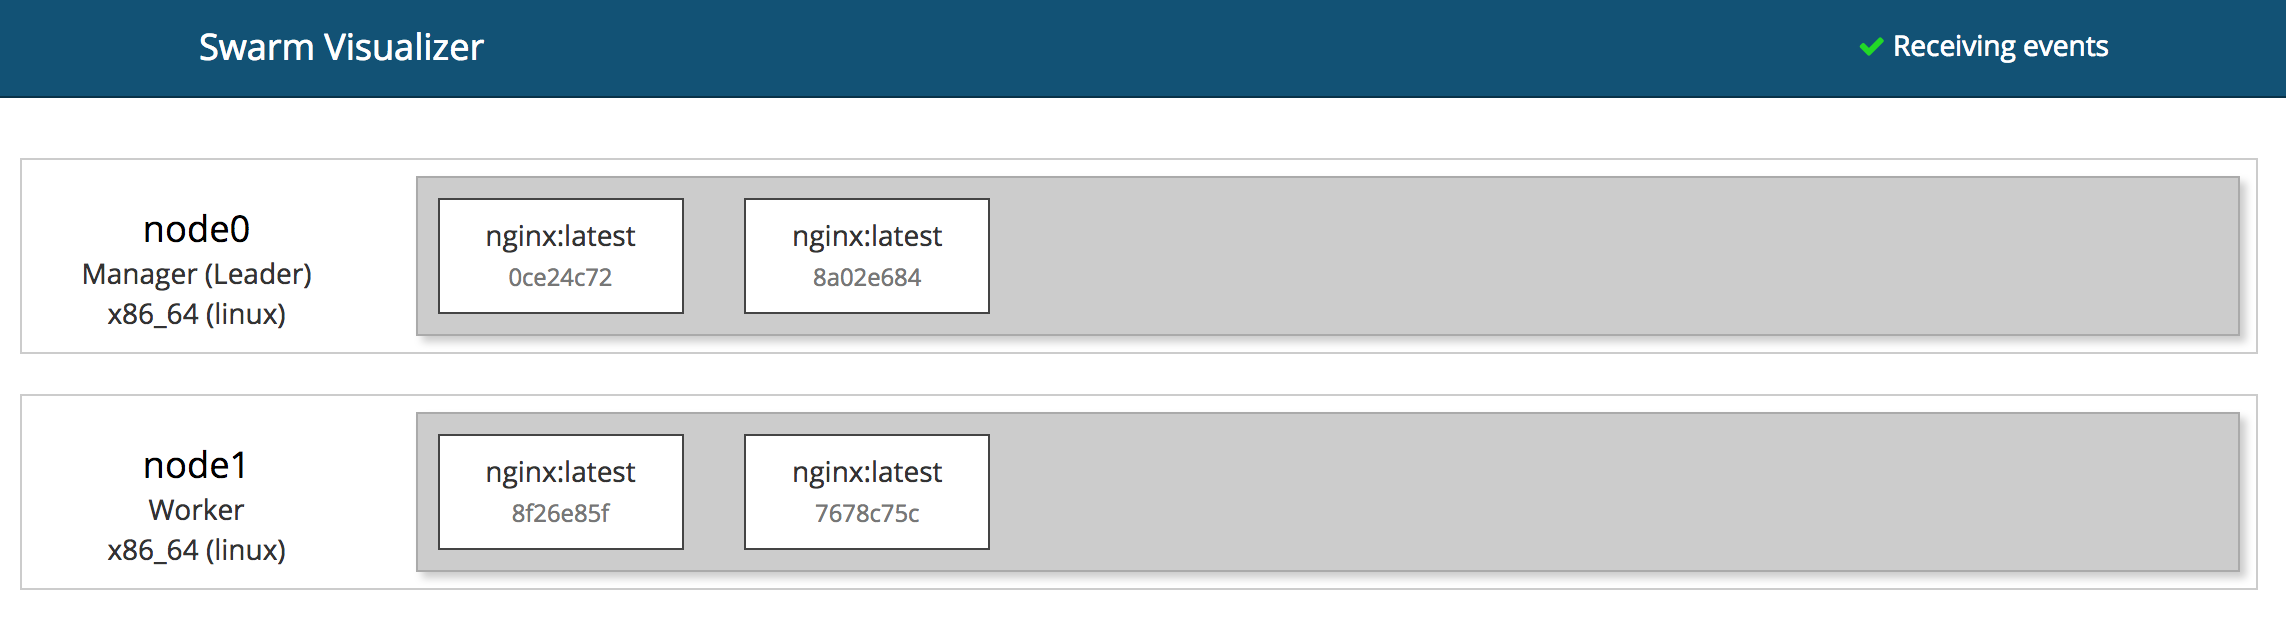 Swarm Visualizer
Receiving events
node0
Manager (Leader)
x86_64 (linux)
nginx:latest
0ce24c72
nginx:latest
8a02e684
node1
Worker
x86_64 (linux)
nginx:latest
8f26e85f
nginx:latest
7678c75c